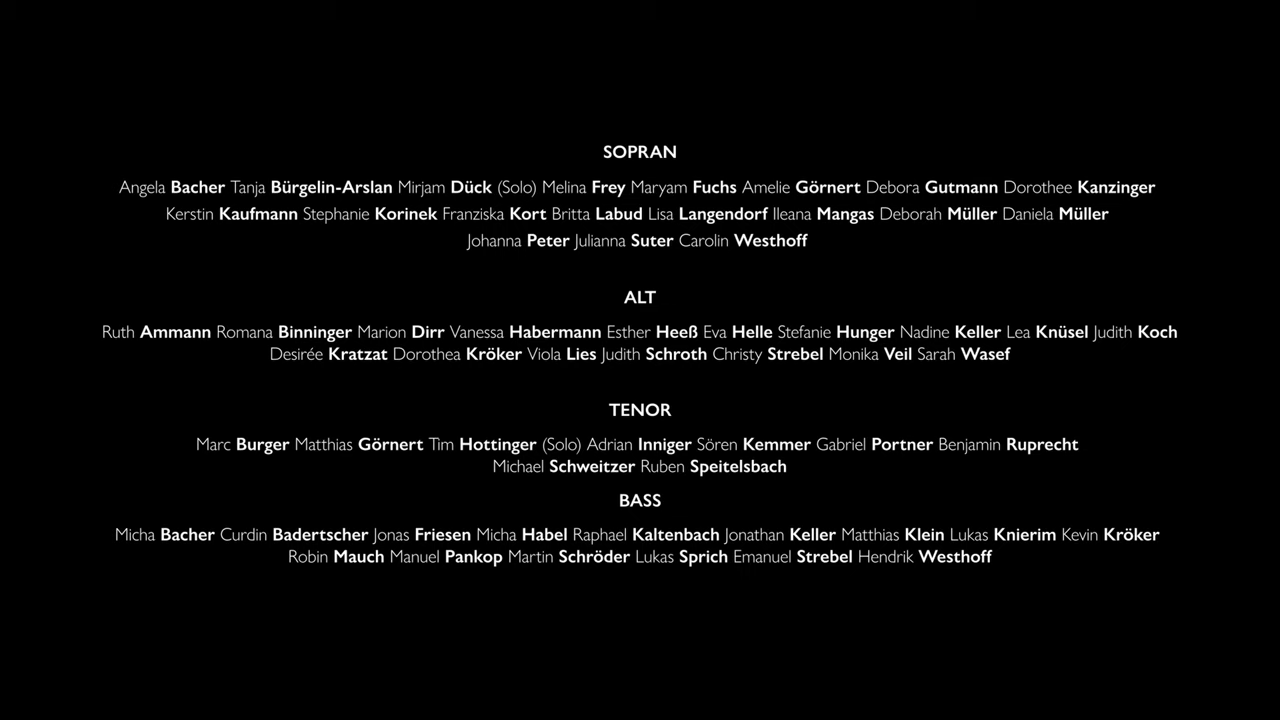 SOPRAN
Angela Bacher Tanja Bürgelin-Arslan Mirjam Dück (Solo) Melina Frey Maryam Fuchs Amelie Görnert Debora Gutmann Dorothee Kanzinger
Kerstin Kaufmann Stephanie Korinek Franziska Kort Britta Labud Lisa Langendorf Ileana Mangas Deborah Müller Daniela Müller
Johanna Peter Julianna Suter Carolin Westhoff
ALT
Ruth Ammann Romana Binninger Marion Dirr Vanessa Habermann Esther Heeß Eva Helle Stefanie Hunger Nadine Keller Lea Knüsel Judith Koch
Desirée Kratzat Dorothea Kröker Viola Lies Judith Schroth Christy Strebel Monika Veil Sarah Wasef
TENOR
Marc Burger Matthias Görnert Tim Hottinger (Solo) Adrian Inniger Sören Kemmer Gabriel Portner Benjamin Ruprecht
Michael Schweitzer Ruben Speitelsbach
BASS
Micha Bacher Curdin Badertscher Jonas Friesen Micha Habel Raphael Kaltenbach Jonathan Keller Matthias Klein Lukas Knierim Kevin Kröker
Robin Mauch Manuel Pankop Martin Schröder Lukas Sprich Emanuel Strebel Hendrik Westhoff